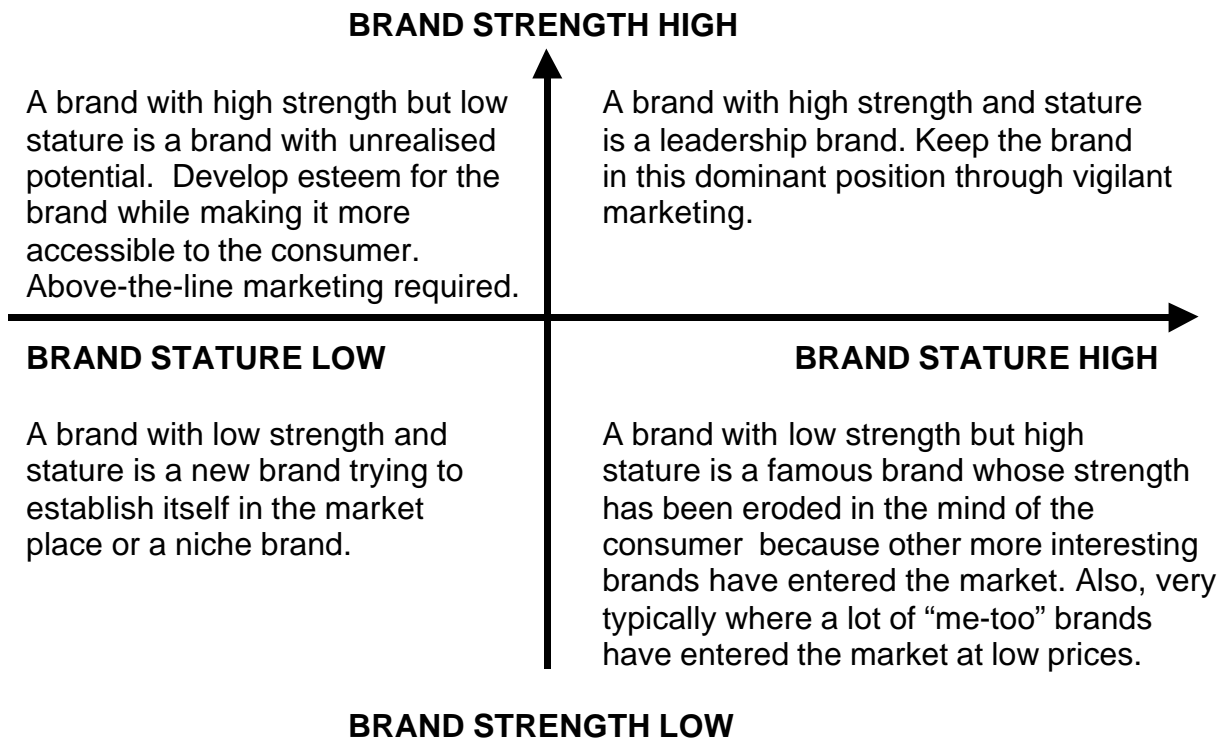 BRAND STRENGTH HIGH
A brand with high strength but low
stature is a brand with unrealised
potential.  Develop esteem for the
brand while making it more
accessible to the consumer.
Above-the-line marketing required.
A brand with high strength and stature
is a leadership brand. Keep the brand
in this dominant position through vigilant
marketing.
BRAND STATURE LOW
BRAND STATURE HIGH
A brand with low strength and
stature is a new brand trying to
establish itself in the market
place or a niche brand.
A brand with low strength but high
stature is a famous brand whose strength
has been eroded in the mind of the
consumer  because other more interesting
brands have entered the market. Also, very
typically where a lot of “me-too” brands
have entered the market at low prices.
BRAND STRENGTH LOW